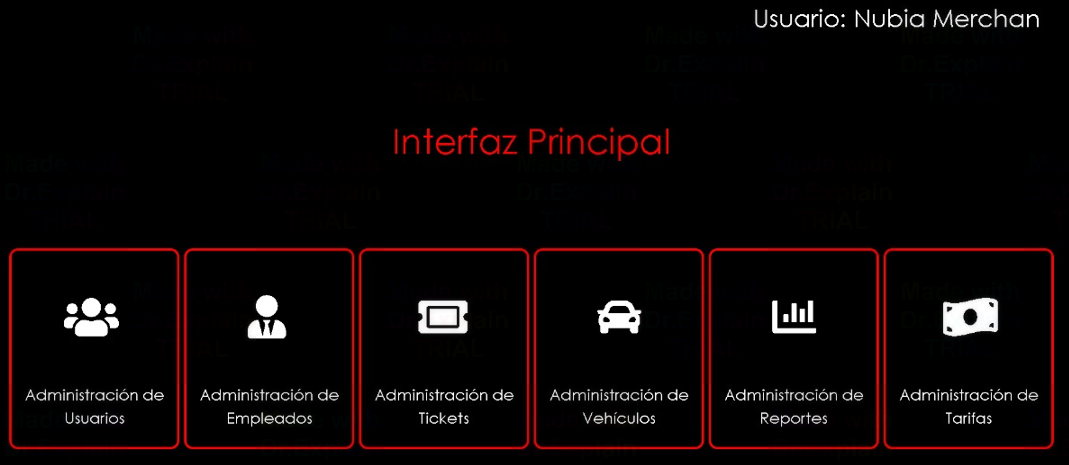 Usuario: Nubia Merchan
Interfaz Principal
Administración de
Usuarios
Administración de
Empleados
Administración de
Tickets
Administración de
Vehículos
Administración de
Reportes
Administración de
Tarifas